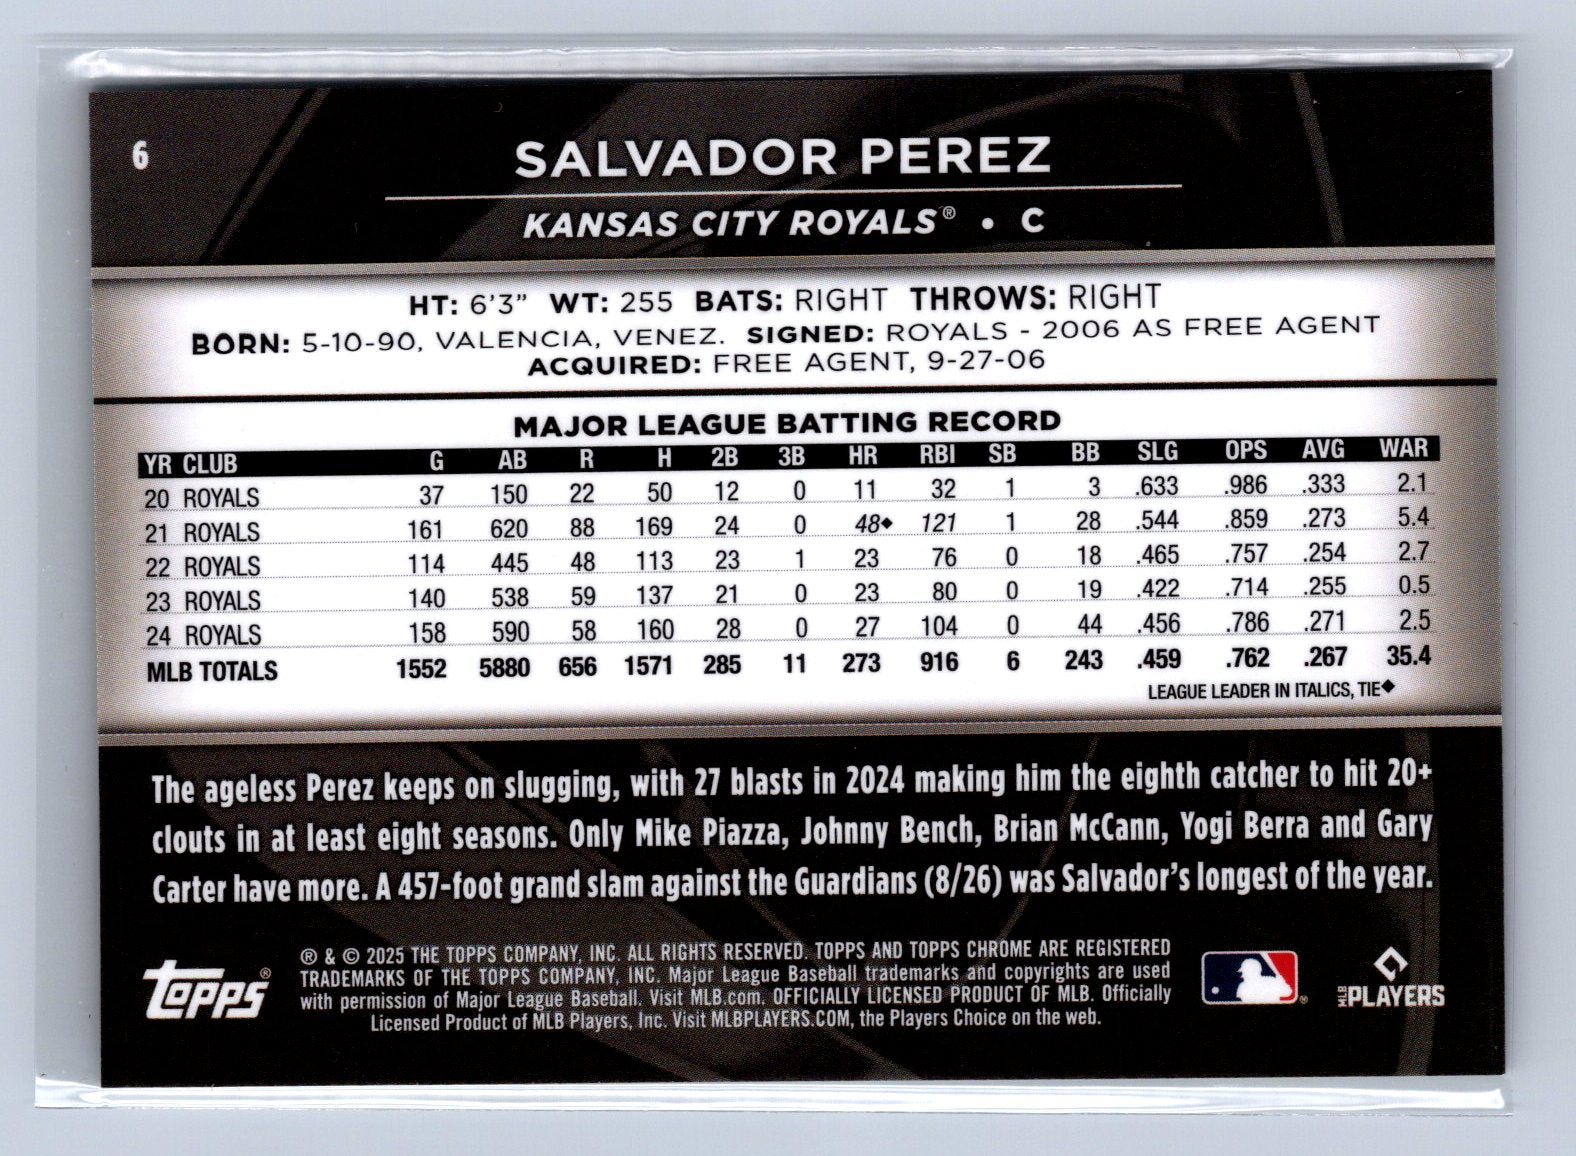 6
SALVADOR PEREZ
KANSAS CITY ROYALS® • C
HT: 6'3" WT: 255 BATS: RIGHT THROWS: RIGHT
BORN: 5-10-90, VALENCIA, VENEZ. SIGNED: ROYALS - 2006 AS FREE AGENT
ACQUIRED: FREE AGENT, 9-27-06
MAJOR LEAGUE BATTING RECORD
YR CLUB G AB R H 2B 3B HR RBI SB BB SLG OPS AVG WAR
20 ROYALS 37 150 22 50 12 0 11 32 1 3 .633 .986 .333 2.1
21 ROYALS 161 620 88 169 24 0 48◆ 121 1 28 .544 .859 .273 5.4
22 ROYALS 114 445 48 113 23 1 23 76 0 18 .465 .757 .254 2.7
23 ROYALS 140 538 59 137 21 0 23 80 0 19 .422 .714 .255 0.5
24 ROYALS 158 590 58 160 28 0 27 104 0 44 .456 .786 .271 2.5
MLB TOTALS 1552 5880 656 1571 285 11 273 916 6 243 .459 .762 .267 35.4
LEAGUE LEADER IN ITALICS, TIE◆
The ageless Perez keeps on slugging, with 27 blasts in 2024 making him the eighth catcher to hit 20+
clouts in at least eight seasons. Only Mike Piazza, Johnny Bench, Brian McCann, Yogi Berra and Gary
Carter have more. A 457-foot grand slam against the Guardians (8/26) was Salvador's longest of the year.
Topps®
® & © 2025 THE TOPPS COMPANY, INC. ALL RIGHTS RESERVED. TOPPS AND TOPPS CHROME ARE REGISTERED
TRADEMARKS OF THE TOPPS COMPANY, INC. Major League Baseball trademarks and copyrights are used
with permission of Major League Baseball. Visit MLB.com. OFFICIALLY LICENSED PRODUCT OF MLB. Officially
Licensed Product of MLB Players, Inc. Visit MLBPLAYERS.COM, the Players Choice on the web.
MLB PLAYERS